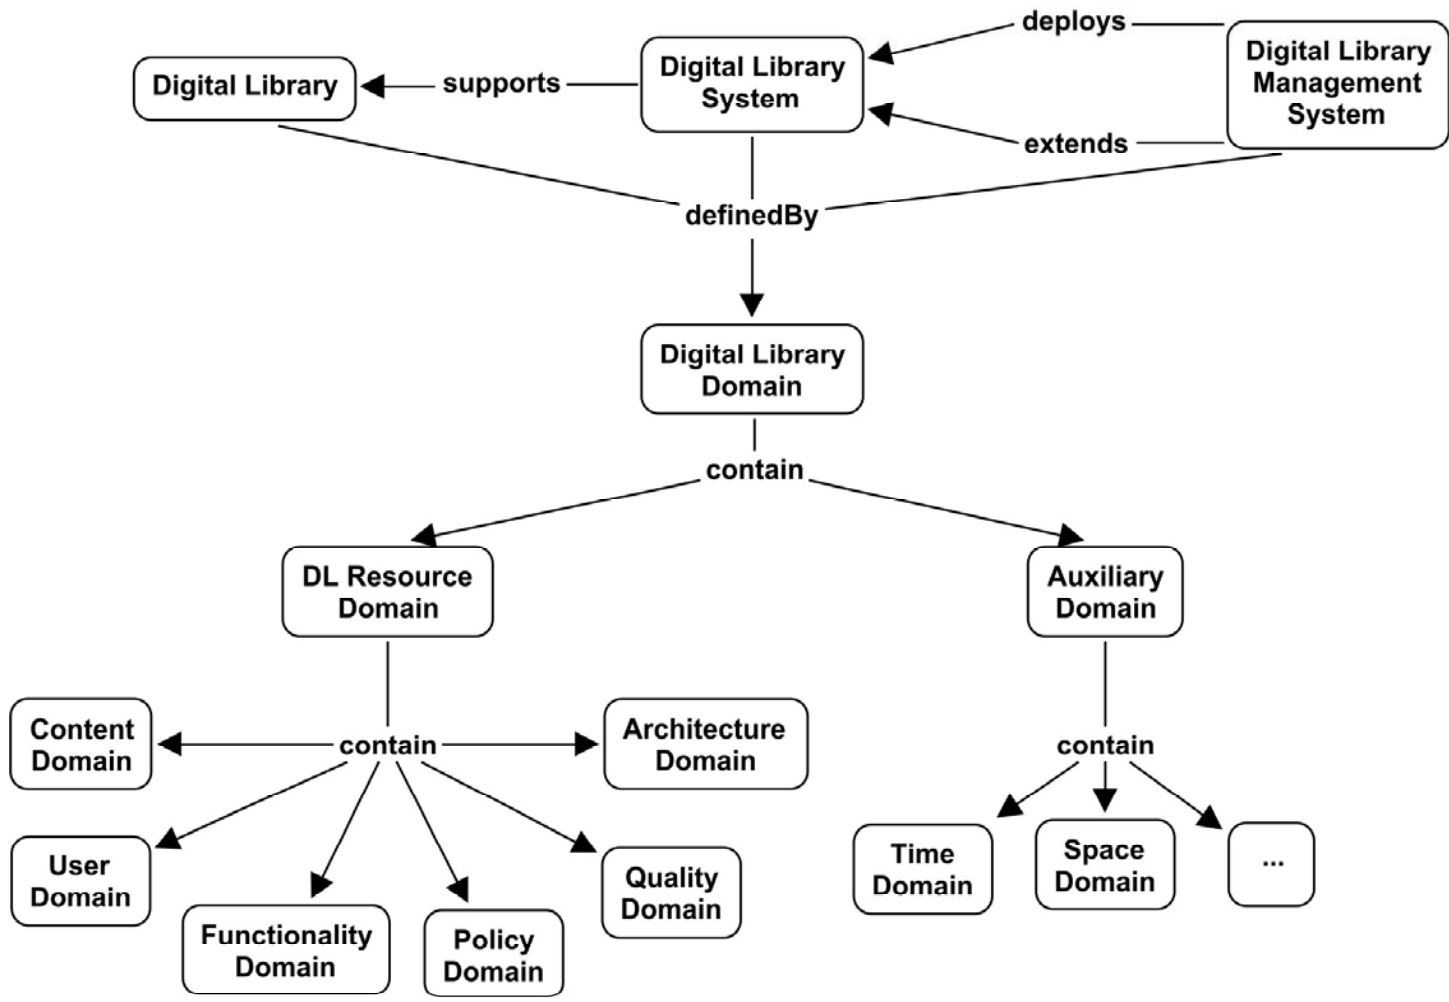 deploys
Digital Library
Management
System
Digital Library
System
supports
Digital Library
extends
definedBy
Digital Library
Domain
contain
DL Resource
Domain
Auxiliary
Domain
Content
Domain
contain
Architecture
Domain
contain
User
Domain
Functionality
Domain
Policy
Domain
Quality
Domain
Time
Domain
Space
Domain
...